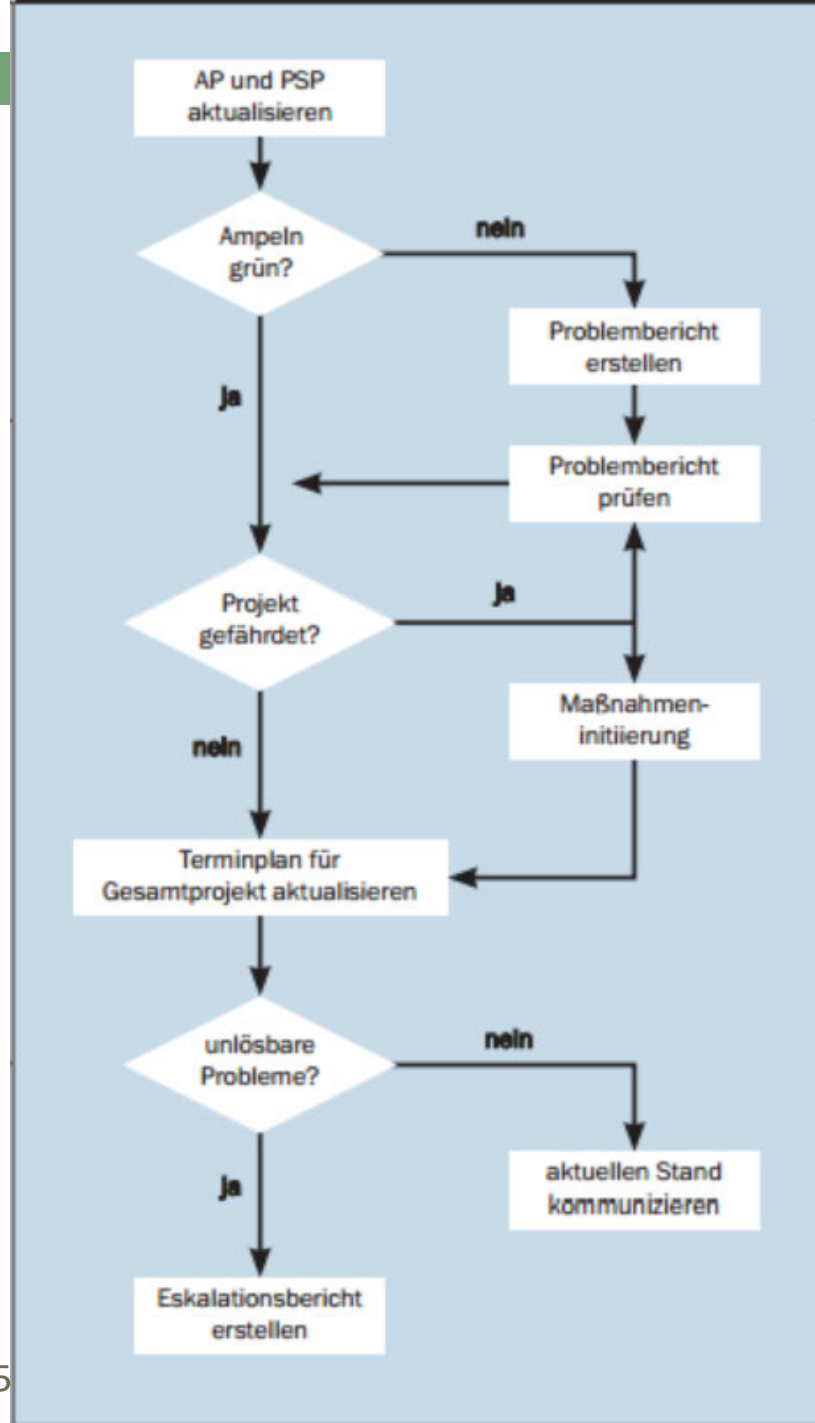 AP und PSP
aktualisieren
Ampeln
grün?
nein
Problembericht
erstellen
ja
Problembericht
prüfen
Projekt
gefährdet?
ja
Maßnahmen-
initiierung
nein
Terminplan für
Gesamtprojekt aktualisieren
unlösbare
Probleme?
nein
aktuellen Stand
kommunizieren
ja
Eskalationsbericht
erstellen
5